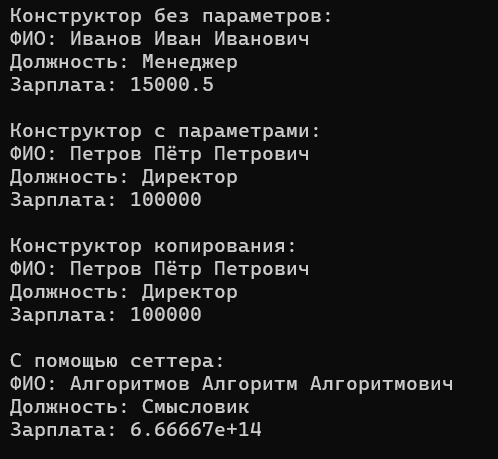 Конструктор без параметров:
ФИО: Иванов Иван Иванович
Должность: Менеджер
Зарплата: 15000.5
Конструктор с параметрами:
ФИО: Петров Пётр Петрович
Должность: Директор
Зарплата: 100000
Конструктор копирования:
ФИО: Петров Пётр Петрович
Должность: Директор
Зарплата: 100000
С помощью сеттера:
ФИО: Алгоритмов Алгоритм Алгоритмович
Должность: Смысловик
Зарплата: 6.66667e+14